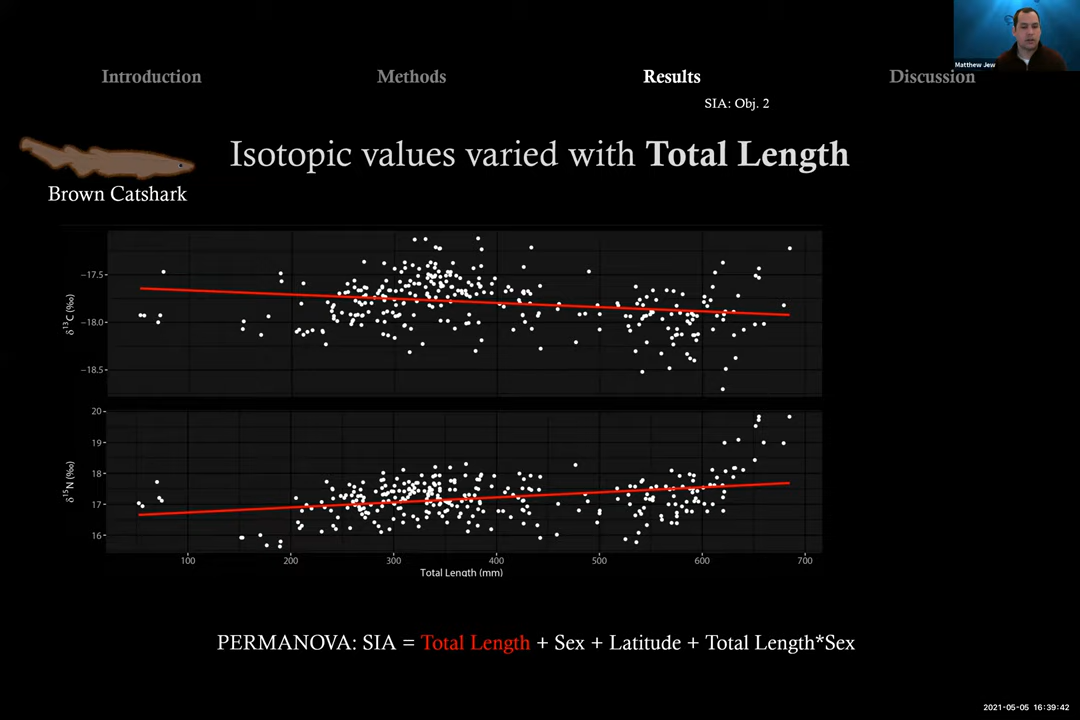 Matthew Jew
Introduction Methods Results Discussion
SIA: Obj. 2
Isotopic values varied with Total Length
Brown Catshark
−17.5
−18.0
−18.5
δ¹³C (‰)
20
19
18
17
16
δ¹⁵N (‰)
100 200 300 400 500 600 700
Total Length (mm)
PERMANOVA: SIA = Total Length + Sex + Latitude + Total Length*Sex
2021-05-05 16:39:42